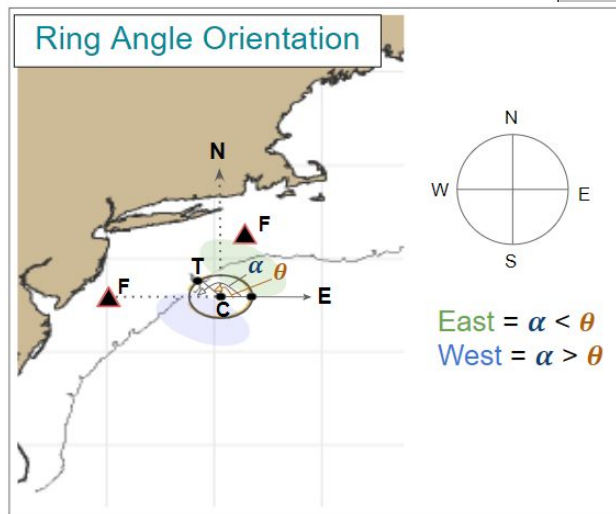 Ring Angle Orientation
N
F
T
α
θ
F
C
E
N
W
E
S
East = α < θ
West = α > θ